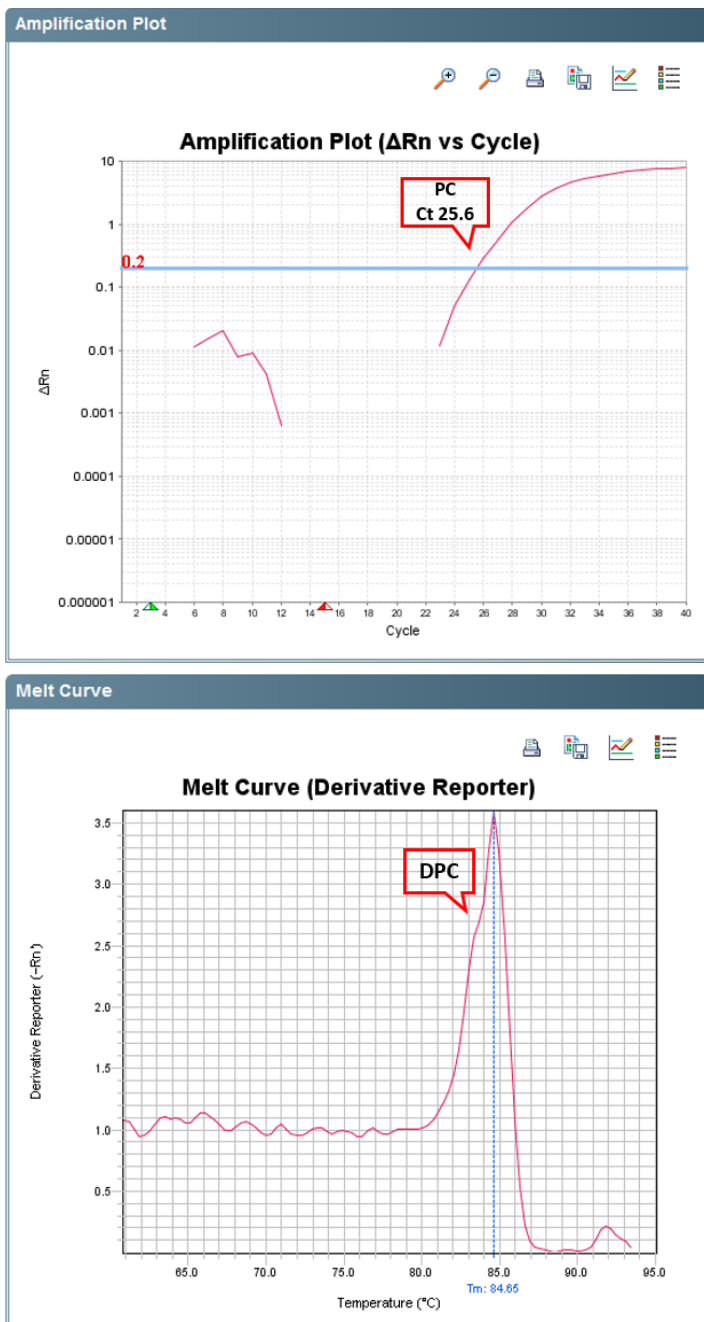 Amplification Plot
Amplification Plot (ΔRn vs Cycle)
10
PC
Ct 25.6
1
0.2
0.1
0.01
ΔRn
0.001
0.0001
0.00001
0.000001
2 4 6 8 10 12 14 16 18 20 22 24 26 28 30 32 34 36 38 40
Cycle
Melt Curve
Melt Curve (Derivative Reporter)
3.5
DPC
3.0
2.5
Derivative Reporter (-Rn')
2.0
1.5
1.0
0.5
65.0 70.0 75.0 80.0 85.0 90.0 95.0
Tm: 84.65
Temperature (°C)